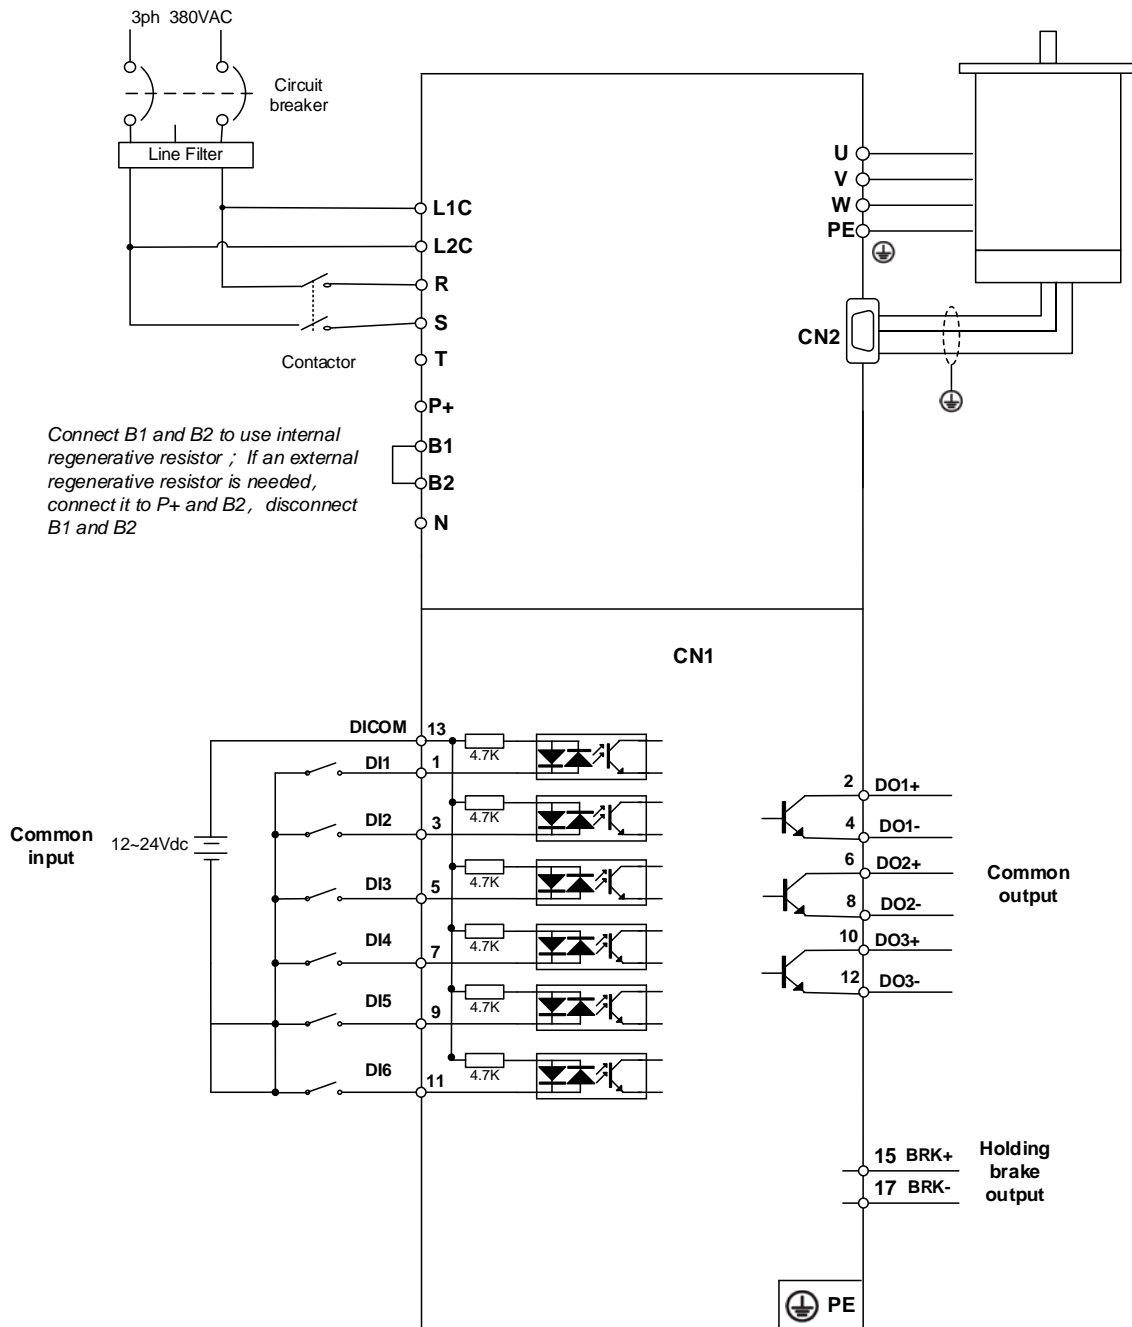 3ph 380VAC
Circuit
breaker
Line Filter
L1C
L2C
R
S
T
Contactor
P+
B1
B2
N
Connect B1 and B2 to use internal
regenerative resistor ; If an external
regenerative resistor is needed,
connect it to P+ and B2, disconnect
B1 and B2
U
V
W
PE
CN2
CN1
Common
input
12~24Vdc
DICOM 13
4.7K
DI1 1
DI2 3
4.7K
DI3 5
4.7K
DI4 7
4.7K
DI5 9
4.7K
DI6 11
4.7K
2 DO1+
4 DO1-
6 DO2+
8 DO2-
10 DO3+
12 DO3-
Common
output
15 BRK+
17 BRK-
Holding
brake
output
PE